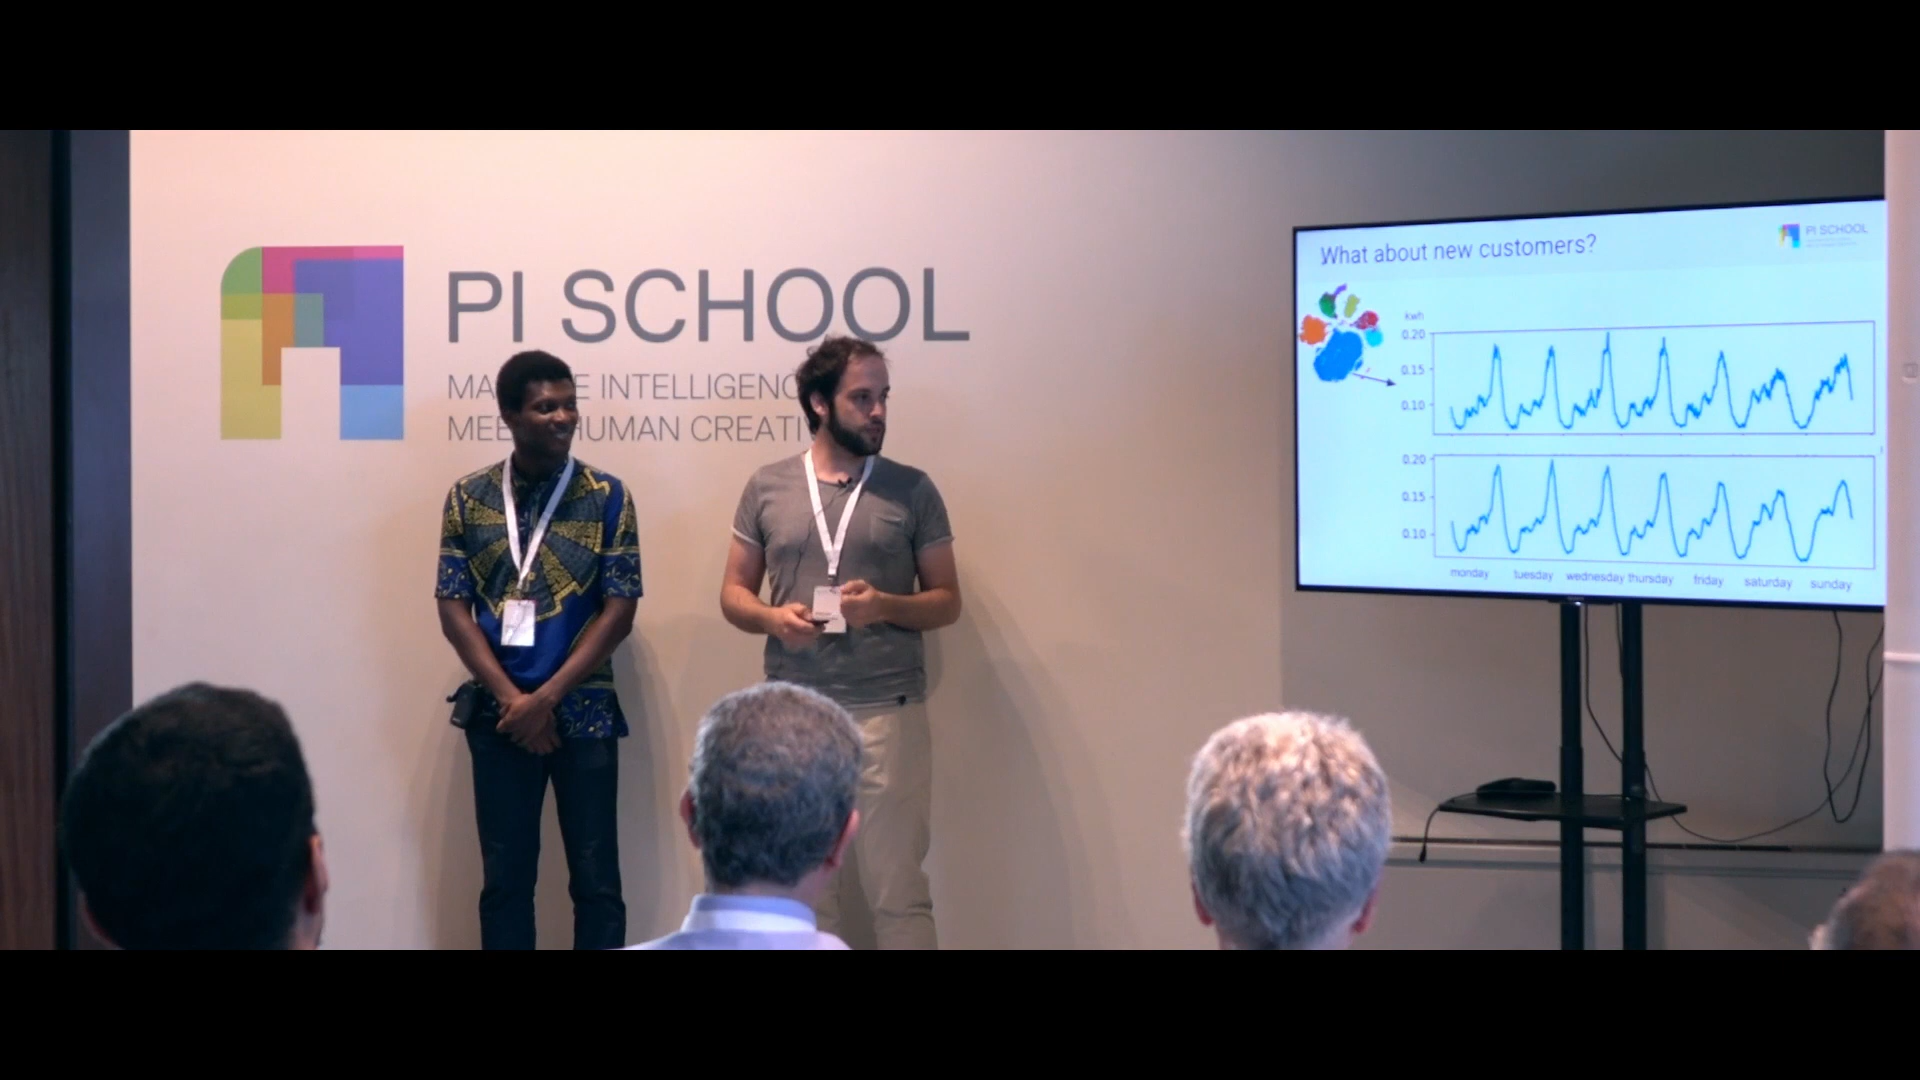 PI SCHOOL
MA E INTELLIGENC
MEE HUMAN CREATI
What about new customers?
PI SCHOOL
kwh
0.20
0.15
0.10
0.20
0.15
0.10
monday tuesday wednesday thursday friday saturday sunday